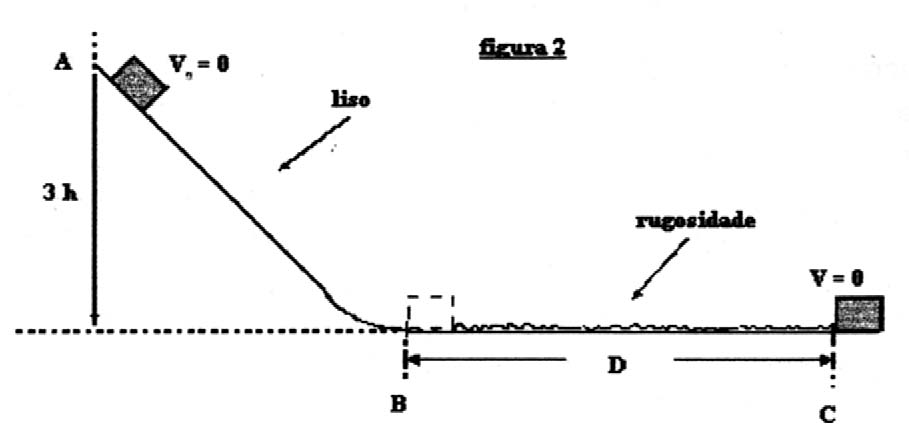 figura 2
A
V₀ = 0
liso
3 h
rugosidade
V = 0
D
B
C